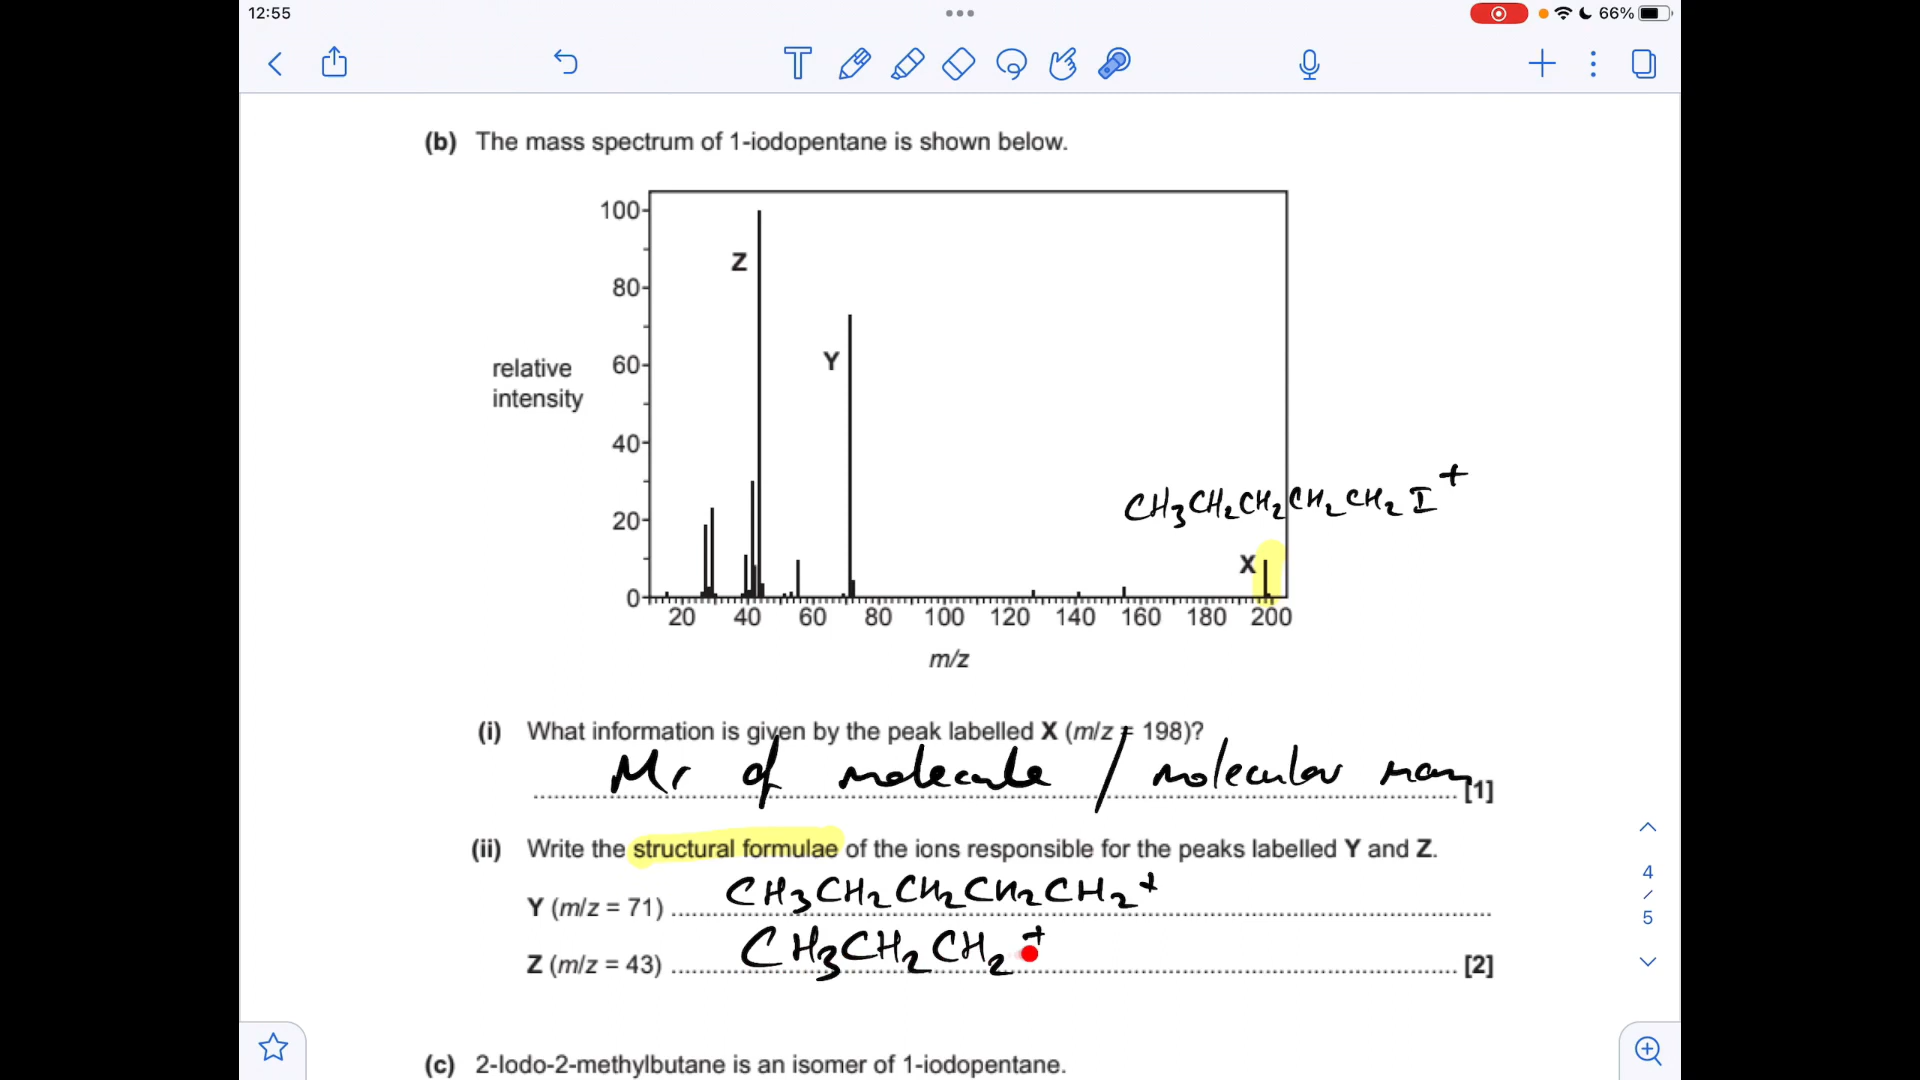 12:55
66%
(b) The mass spectrum of 1-iodopentane is shown below.
100
Z
80
Y
relative
intensity
60
40
CH3CH2CH2CH2CH2I+
20
X
0
20 40 60 80 100 120 140 160 180 200
m/z
(i) What information is given by the peak labelled X (m/z = 198)?
Mr of molecule / molecular mass [1]
(ii) Write the structural formulae of the ions responsible for the peaks labelled Y and Z.
Y (m/z = 71) CH3CH2CH2CH2CH2+
Z (m/z = 43) CH3CH2CH2+ [2]
4
/
5
(c) 2-Iodo-2-methylbutane is an isomer of 1-iodopentane.